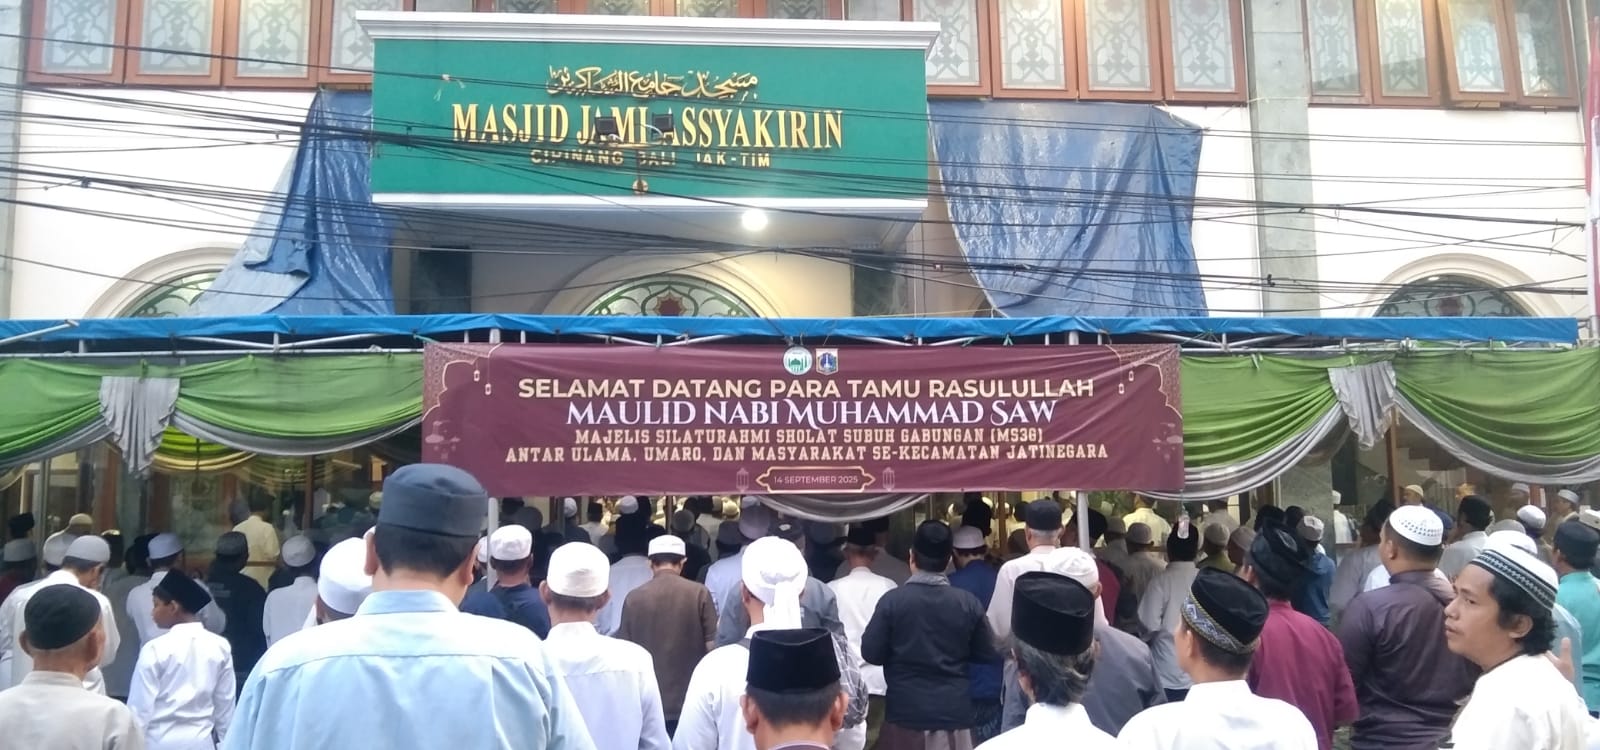 مسجد جامع الشاكرين
MASJID JAMI ASSYAKIRIN
CIPINANG BALI JAK-TIM
SELAMAT DATANG PARA TAMU RASULULLAH
MAULID NABI MUHAMMAD SAW
MAJELIS SILATURAHMI SHOLAT SUBUH GABUNGAN (MS3G)
ANTAR ULAMA, UMARO, DAN MASYARAKAT SE-KECAMATAN JATINEGARA
14 SEPTEMBER 2025